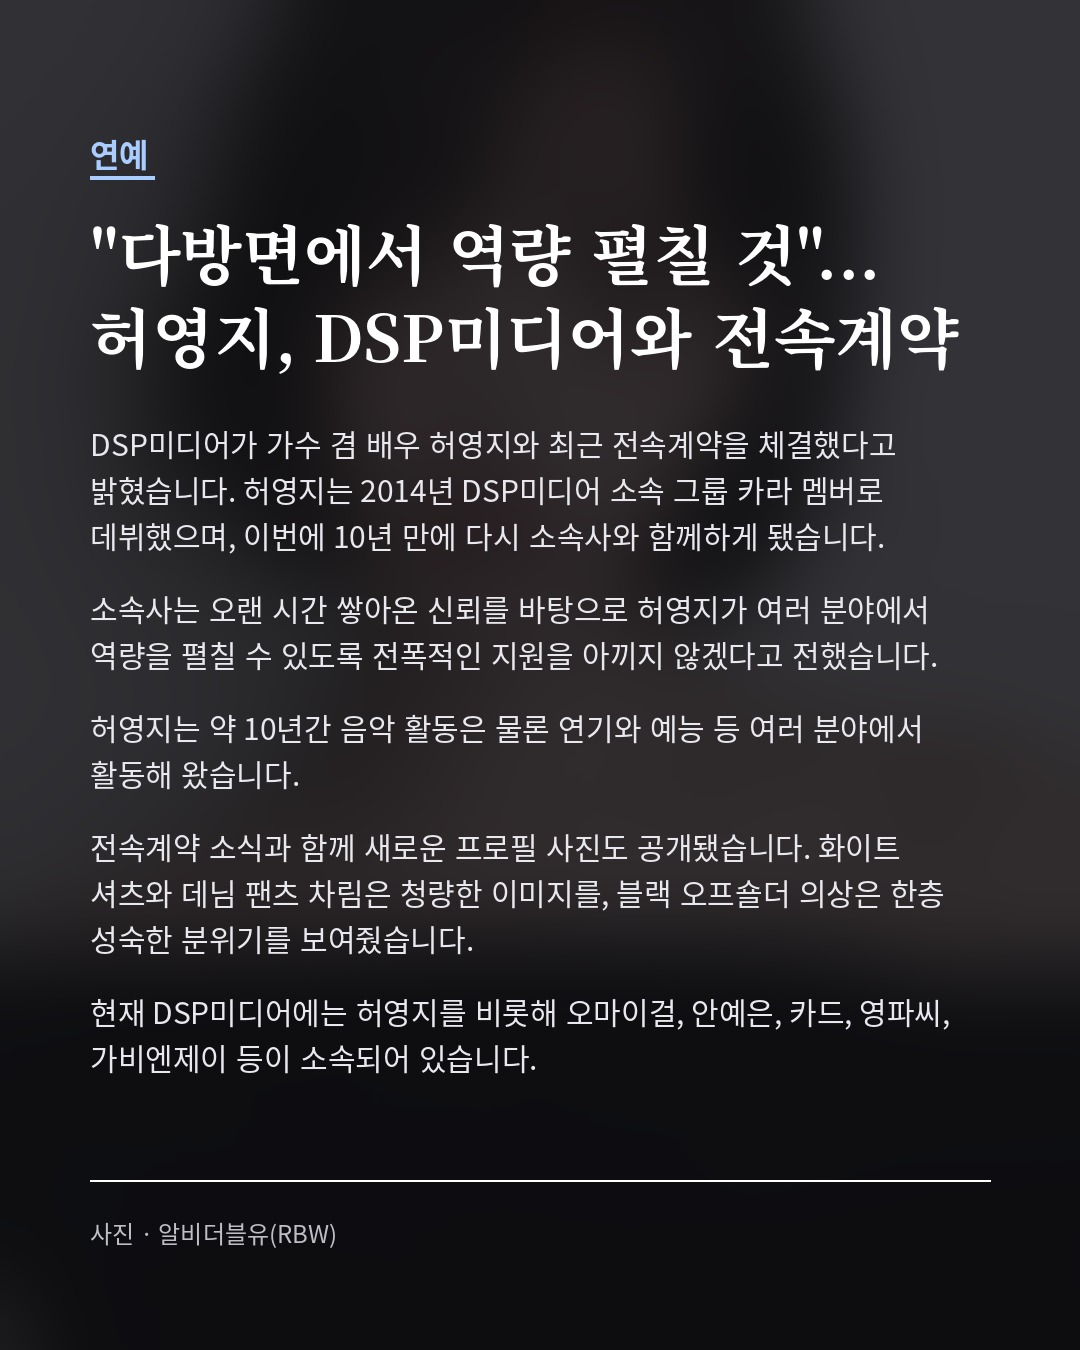 연예
"다방면에서 역량 펼칠 것"...
허영지, DSP미디어와 전속계약
DSP미디어가 가수 겸 배우 허영지와 최근 전속계약을 체결했다고
밝혔습니다. 허영지는 2014년 DSP미디어 소속 그룹 카라 멤버로
데뷔했으며, 이번에 10년 만에 다시 소속사와 함께하게 됐습니다.
소속사는 오랜 시간 쌓아온 신뢰를 바탕으로 허영지가 여러 분야에서
역량을 펼칠 수 있도록 전폭적인 지원을 아끼지 않겠다고 전했습니다.
허영지는 약 10년간 음악 활동은 물론 연기와 예능 등 여러 분야에서
활동해 왔습니다.
전속계약 소식과 함께 새로운 프로필 사진도 공개됐습니다. 화이트
셔츠와 데님 팬츠 차림은 청량한 이미지를, 블랙 오프숄더 의상은 한층
성숙한 분위기를 보여줬습니다.
현재 DSP미디어에는 허영지를 비롯해 오마이걸, 안예은, 카드, 영파씨,
가비엔제이 등이 소속되어 있습니다.
사진 · 알비더블유(RBW)